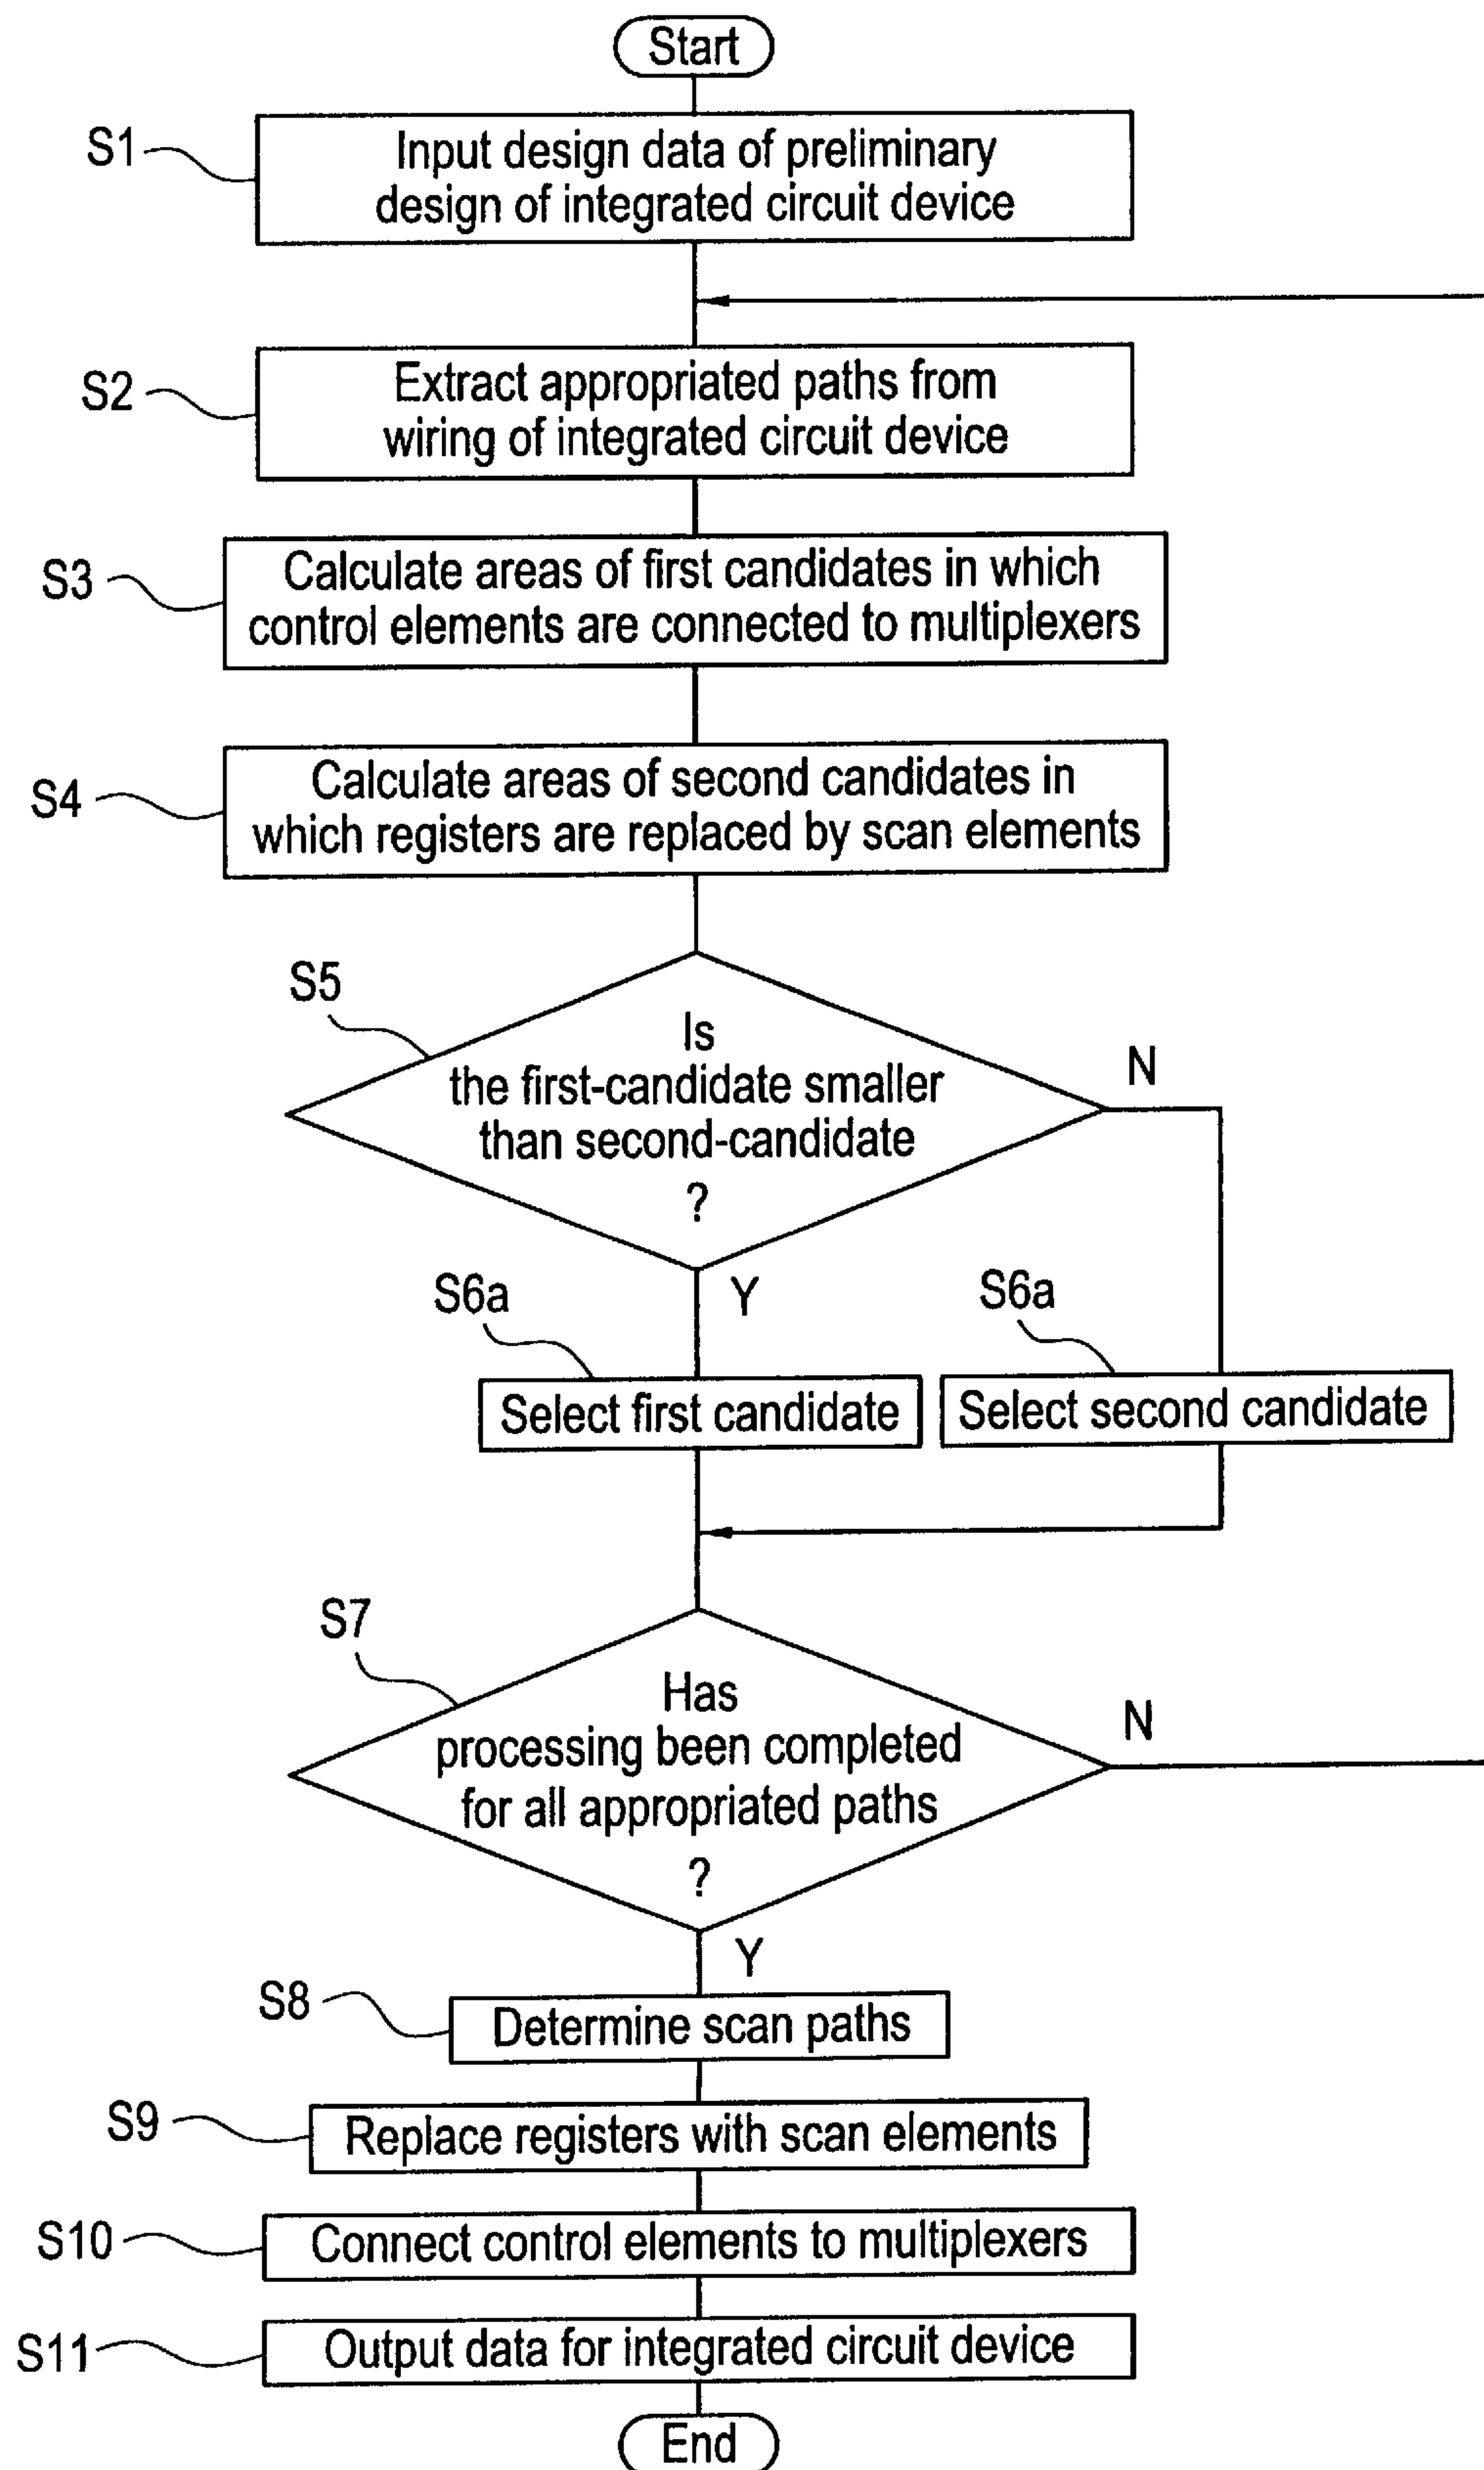 Start
S1
Input design data of preliminary
design of integrated circuit device
S2
Extract appropriated paths from
wiring of integrated circuit device
S3
Calculate areas of first candidates in which
control elements are connected to multiplexers
S4
Calculate areas of second candidates in
which registers are replaced by scan elements
S5
Is
the first-candidate smaller
than second-candidate
?
N
Y
S6a
Select first candidate
S6a
Select second candidate
S7
Has
processing been completed
for all appropriated paths
?
N
Y
S8
Determine scan paths
S9
Replace registers with scan elements
S10
Connect control elements to multiplexers
S11
Output data for integrated circuit device
End